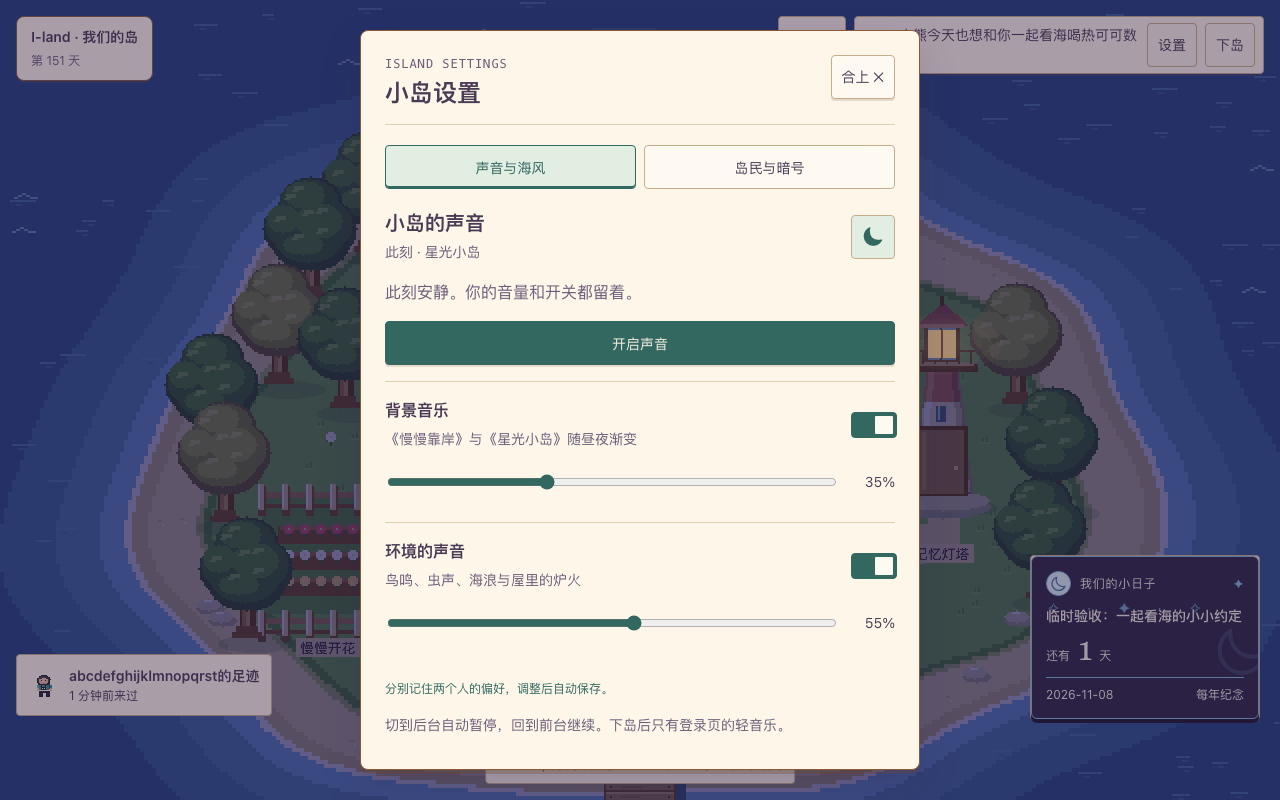 I-land · 我们的岛
第 151 天
熊今天也想和你一起看海喝热可可数
设置
下岛
ISLAND SETTINGS
小岛设置
合上 ×
声音与海风
岛民与暗号
小岛的声音
此刻 · 星光小岛
此刻安静。你的音量和开关都留着。
开启声音
背景音乐
《慢慢靠岸》与《星光小岛》随昼夜渐变
35%
环境的声音
鸟鸣、虫声、海浪与屋里的炉火
55%
分别记住两个人的偏好，调整后自动保存。
切到后台自动暂停，回到前台继续。下岛后只有登录页的轻音乐。
记忆灯塔
慢慢开花
abcdefghijklmnopqrst的足迹
1 分钟前来过
我们的小日子
临时验收：一起看海的小小约定
还有 1 天
2026-11-08
每年纪念